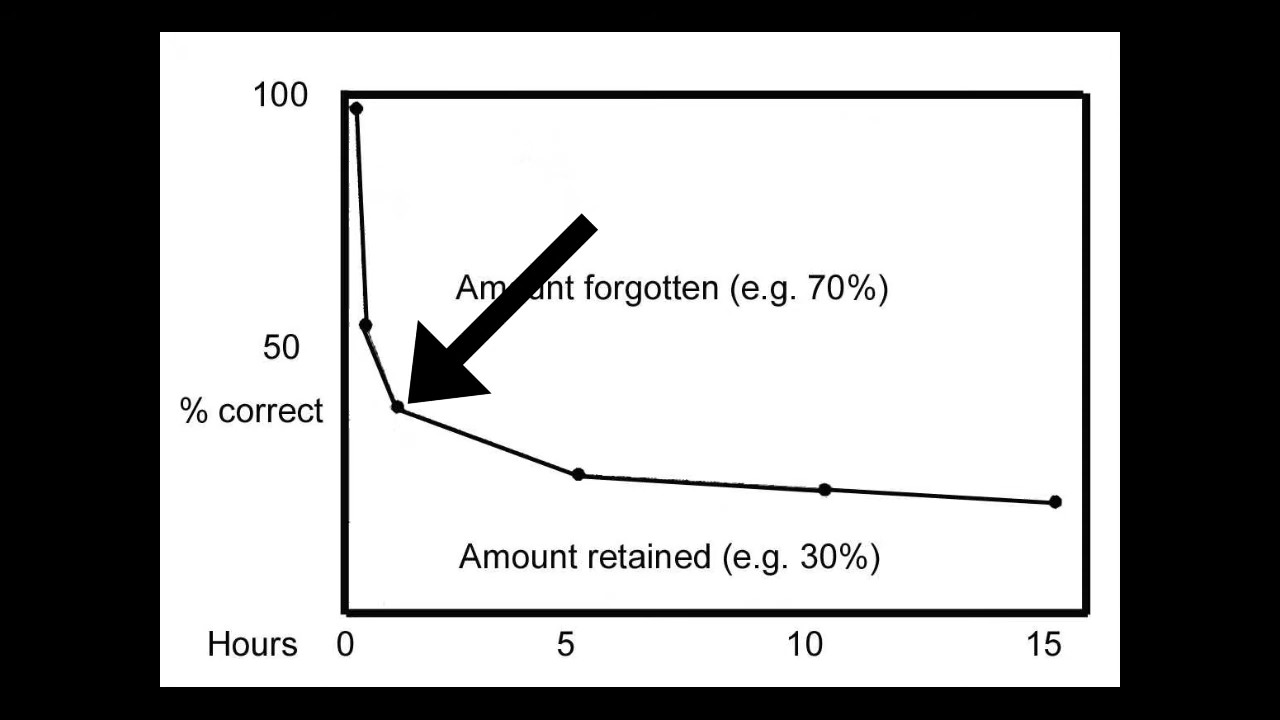 100
Amount forgotten (e.g. 70%)
50
% correct
Amount retained (e.g. 30%)
Hours 0 5 10 15